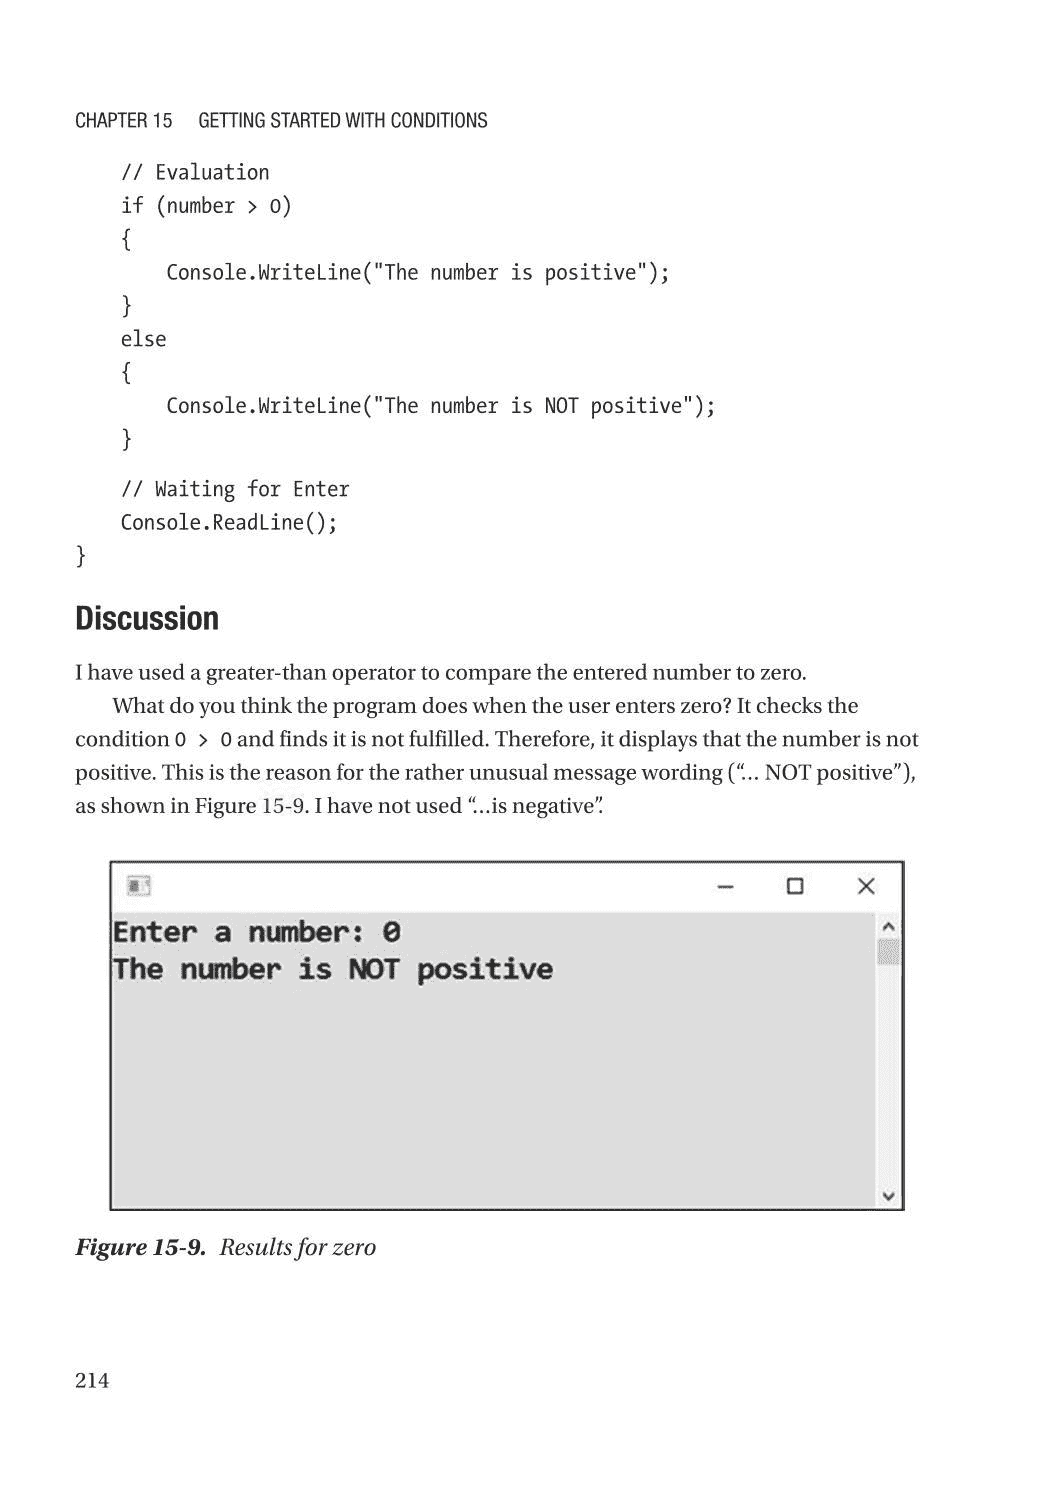 CHAPTER 15 GETTING STARTED WITH CONDITIONS
// Evaluation
if (number > 0)
{
Console.WriteLine("The number is positive");
}
else
{
Console.WriteLine("The number is NOT positive");
}
// Waiting for Enter
Console.ReadLine();
}
Discussion
I have used a greater-than operator to compare the entered number to zero.
What do you think the program does when the user enters zero? It checks the
condition 0 > 0 and finds it is not fulfilled. Therefore, it displays that the number is not
positive. This is the reason for the rather unusual message wording (“… NOT positive”),
as shown in Figure 15-9. I have not used “…is negative”.
Enter a number: 0
The number is NOT positive
Figure 15-9. Results for zero
214